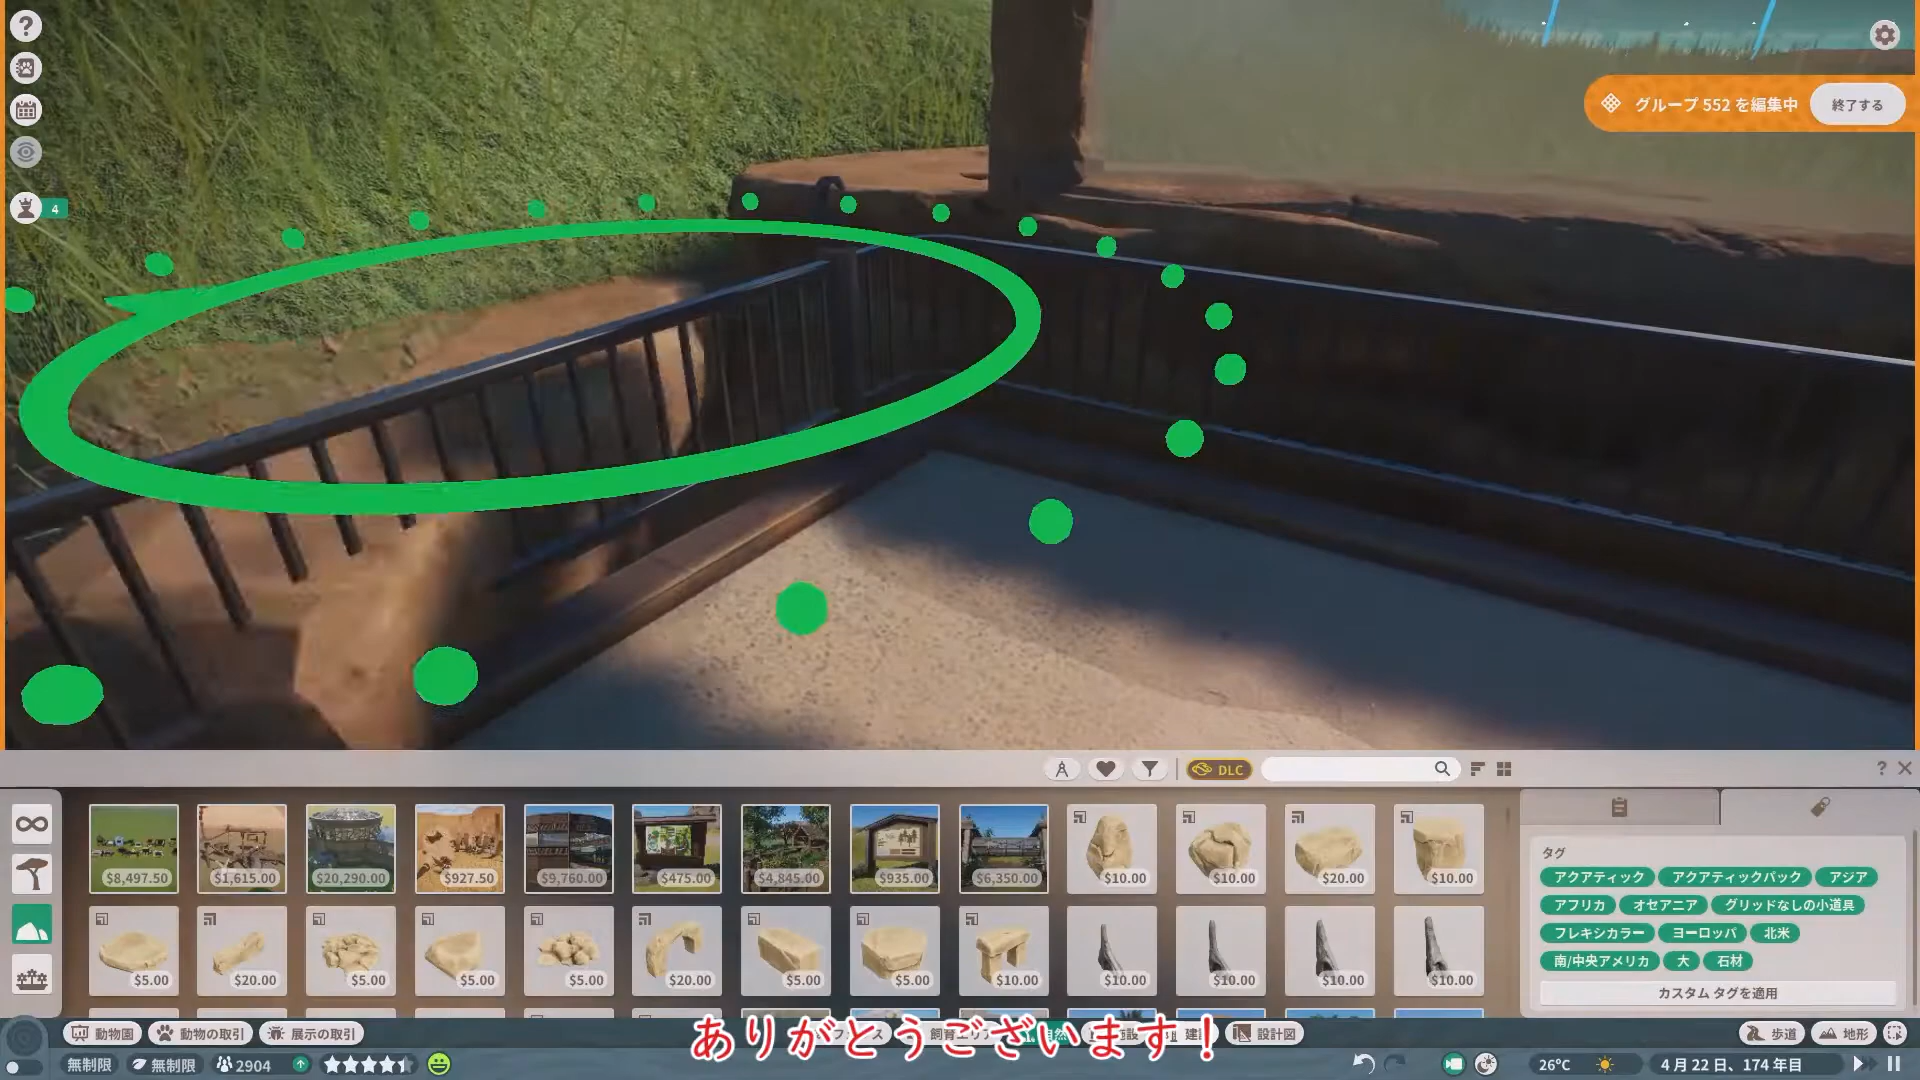 ?
4
グループ 552 を編集中
終了する
DLC
? ×
$8,497.50
$1,615.00
$20,290.00
$927.50
$9,760.00
$475.00
$4,845.00
$935.00
$6,350.00
$10.00
$10.00
$20.00
$10.00
$5.00
$20.00
$5.00
$5.00
$5.00
$20.00
$5.00
$5.00
$10.00
$10.00
$10.00
$10.00
$10.00
タグ
アクアティック
アクアティックパック
アジア
アフリカ
オセアニア
グリッドなしの小道具
フレキシカラー
ヨーロッパ
北米
南/中央アメリカ
大
石材
カスタム タグを適用
動物園
動物の取引
展示の取引
設計図
歩道
地形
ありがとうございます!
無制限
無制限
2904
26°C
4 月 22 日、174 年目